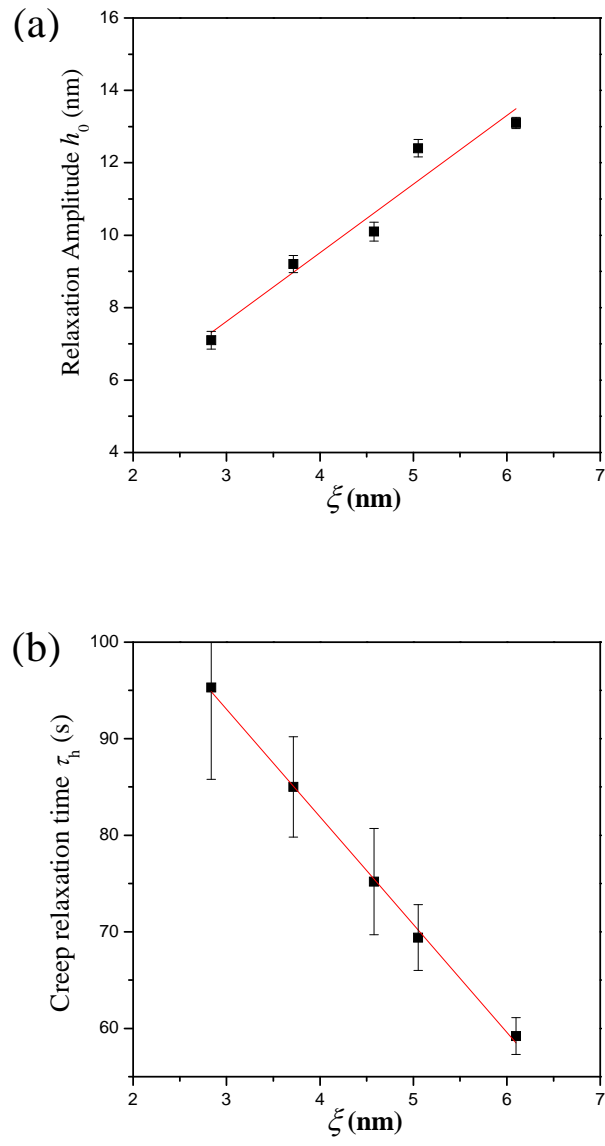 (a)
16
14
12
10
8
6
4
Relaxation Amplitude h₀ (nm)
2 3 4 5 6 7
ξ (nm)
(b)
100
90
80
70
60
Creep relaxation time τₕ (s)
2 3 4 5 6 7
ξ (nm)